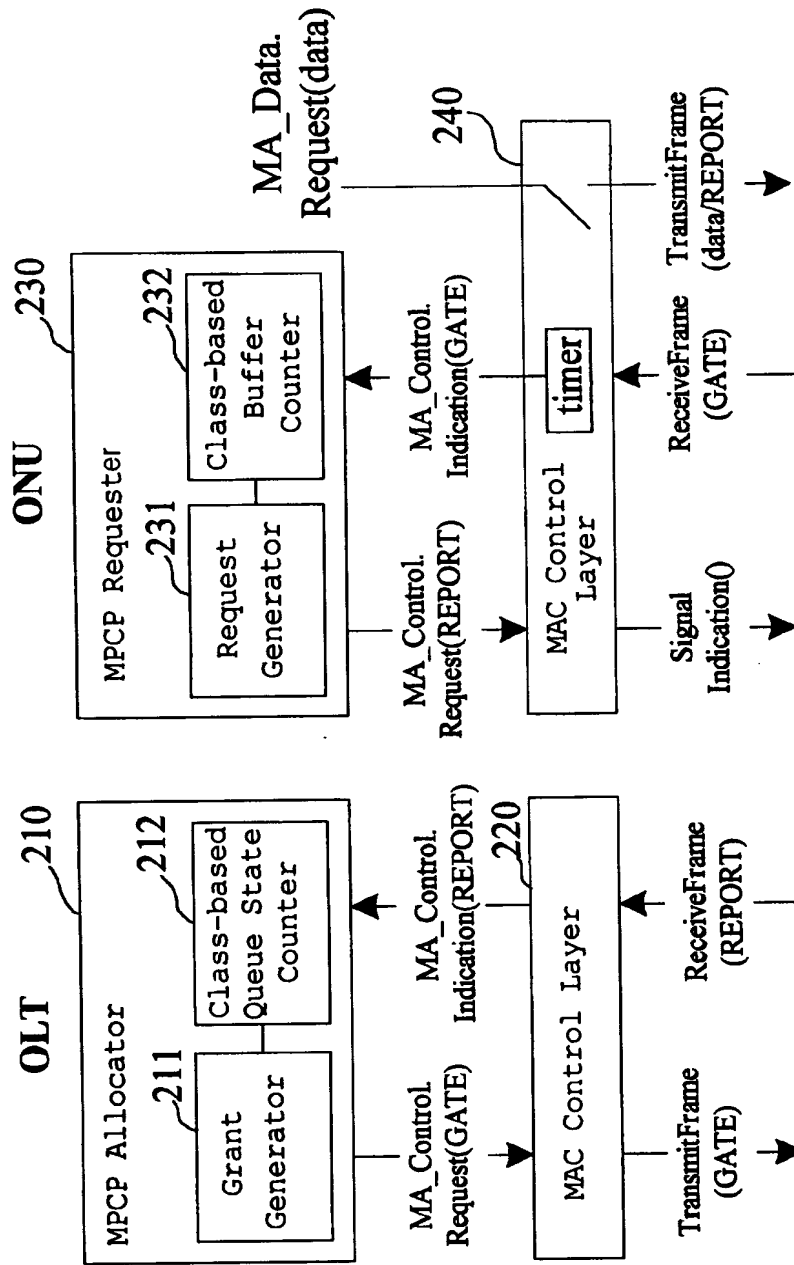 OLT
210
MPCP Allocator
211
Grant
Generator
212
Class-based
Queue State
Counter
MA_Control.
Request(GATE)
MA_Control.
Indication(REPORT)
220
MAC Control Layer
TransmitFrame
(GATE)
ReceiveFrame
(REPORT)
ONU
230
MPCP Requester
231
Request
Generator
232
Class-based
Buffer
Counter
MA_Data.
Request(data)
MA_Control.
Request(REPORT)
MA_Control.
Indication(GATE)
240
MAC Control
Layer
timer
Signal
Indication()
ReceiveFrame
(GATE)
TransmitFrame
(data/REPORT)